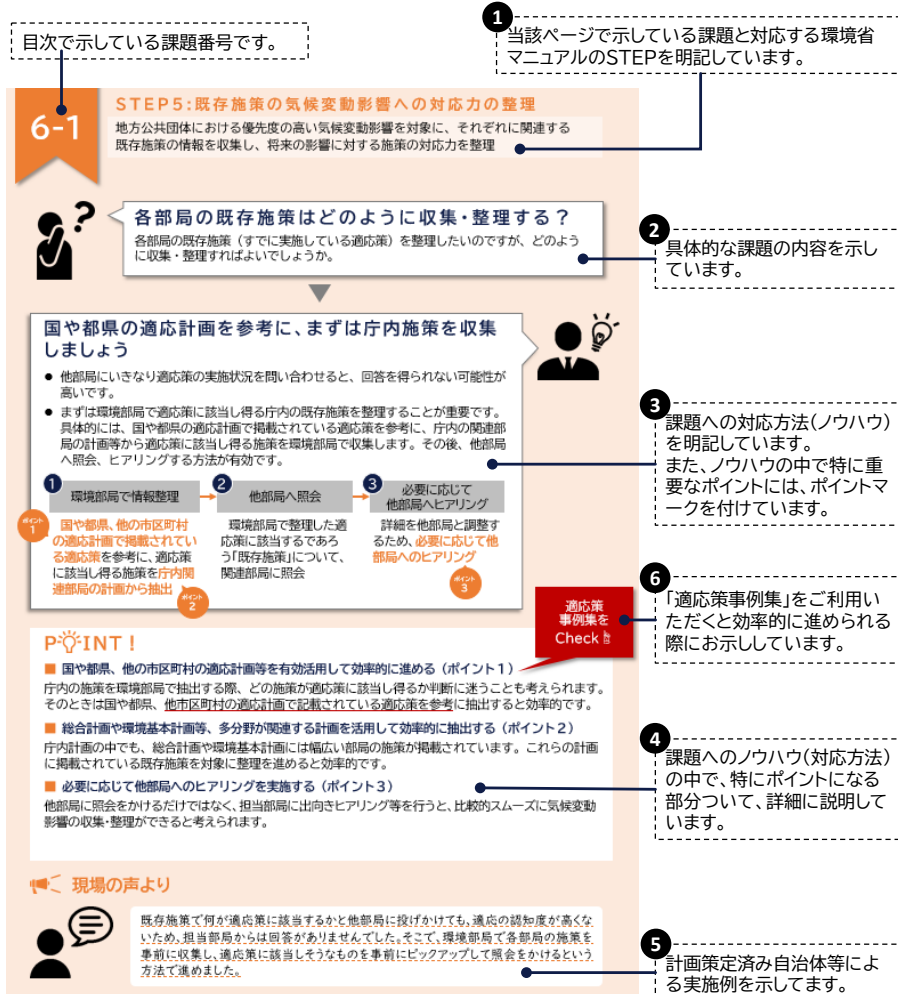 目次で示している課題番号です。
1
当該ページで示している課題と対応する環境省
マニュアルのSTEPを明記しています。
6-1
STEP5:既存施策の気候変動影響への対応力の整理
地方公共団体における優先度の高い気候変動影響を対象に、それぞれに関連する
既存施策の情報を収集し、将来の影響に対する施策の対応力を整理
?
各部局の既存施策はどのように収集・整理する?
各部局の既存施策（すでに実施している適応策）を整理したいのですが、どのよう
に収集・整理すればよいでしょうか。
2
具体的な課題の内容を示し
ています。
国や都県の適応計画を参考に、まずは庁内施策を収集
しましょう
● 他部局にいきなり適応策の実施状況を問い合わせると、回答を得られない可能性が
高いです。
● まずは環境部局で適応策に該当し得る庁内の既存施策を整理することが重要です。
具体的には、国や都県の適応計画で掲載されている適応策を参考に、庁内の関連部
局の計画等から適応策に該当し得る施策を環境部局で収集します。その後、他部局
へ照会、ヒアリングする方法が有効です。
1
環境部局で情報整理
2
他部局へ照会
3
必要に応じて
他部局へヒアリング
ポイント
1
国や都県、他の市区町村
の適応計画で掲載されてい
る適応策を参考に、適応策
に該当し得る施策を庁内関
連部局の計画から抽出
ポイント
2
環境部局で整理した適
応策に該当するであろ
う「既存施策」について、
関連部局に照会
詳細を他部局と調整す
るため、必要に応じて他
部局へのヒアリング
ポイント
3
3
課題への対応方法(ノウハウ)
を明記しています。
また、ノウハウの中で特に重
要なポイントには、ポイントマ
ークを付けています。
適応策
事例集を
Check
6
「適応策事例集」をご利用い
ただくと効率的に進められる
際にお示ししています。
POINT!
■ 国や都県、他の市区町村の適応計画等を有効活用して効率的に進める（ポイント1）
庁内の施策を環境部局で抽出する際、どの施策が適応策に該当し得るか判断に迷うことも考えられます。
そのときは国や都県、他市区町村の適応計画で記載されている適応策を参考に抽出すると効率的です。
■ 総合計画や環境基本計画等、多分野が関連する計画を活用して効率的に抽出する（ポイント2）
庁内計画の中でも、総合計画や環境基本計画には幅広い部局の施策が掲載されています。これらの計画
に掲載されている既存施策を対象に整理を進めると効率的です。
■ 必要に応じて他部局へのヒアリングを実施する（ポイント3）
他部局に照会をかけるだけではなく、担当部局に出向きヒアリング等を行うと、比較的スムーズに気候変動
影響の収集・整理ができると考えられます。
4
課題へのノウハウ(対応方法)
の中で、特にポイントになる
部分ついて、詳細に説明して
います。
現場の声より
既存施策で何が適応策に該当するかと他部局に投げかけても、適応の認知度が高くな
いため、担当部局からは回答がありませんでした。そこで、環境部局で各部局の施策を
事前に収集し、適応策に該当しそうなものを事前にピックアップして照会をかけるという
方法で進めました。
5
計画策定済み自治体等によ
る実施例を示してます。